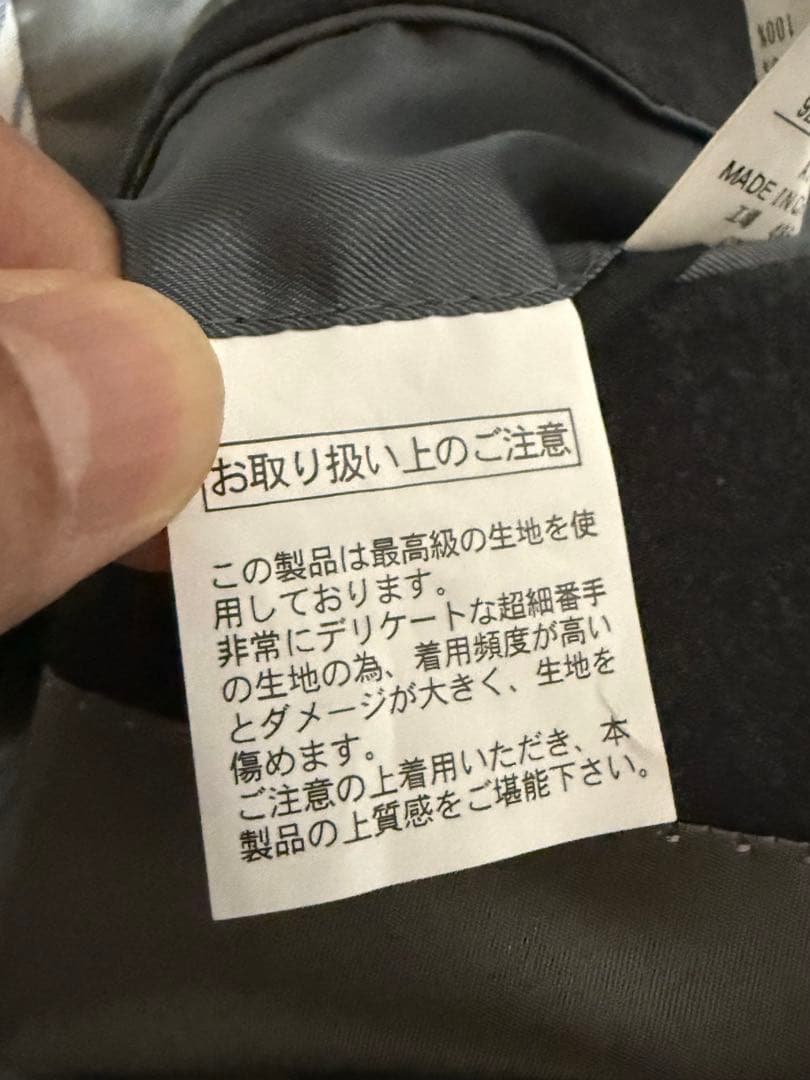 100%
MADE IN C
お取り扱い上のご注意
この製品は最高級の生地を使
用しております。
非常にデリケートな超細番手
の生地の為、着用頻度が高い
とダメージが大きく、生地を
傷めます。
ご注意の上着用いただき、本
製品の上質感をご堪能下さい。